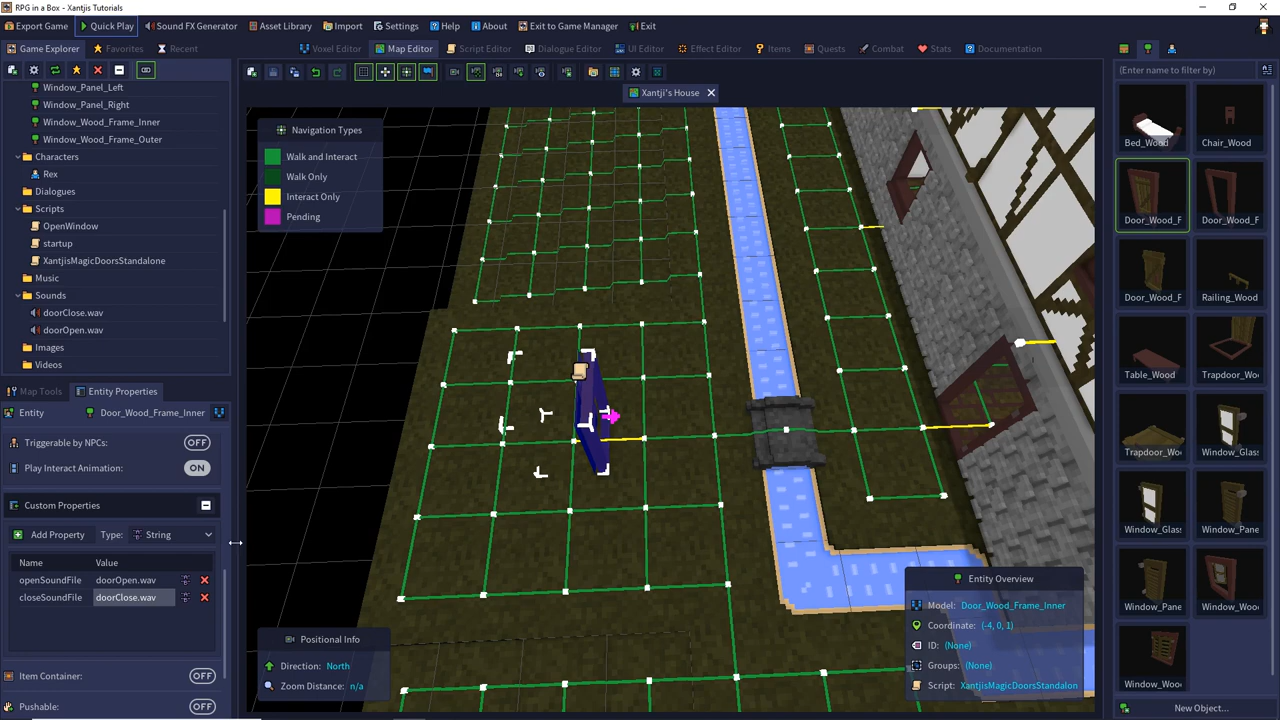 RPG in a Box - Xantjis Tutorials
Export Game
Quick Play
Sound FX Generator
Asset Library
Import
Settings
Help
About
Exit to Game Manager
Exit
Game Explorer
Favorites
Recent
Voxel Editor
Map Editor
Script Editor
Dialogue Editor
UI Editor
Effect Editor
Items
Quests
Combat
Stats
Documentation
(Enter name to filter by)
Xantji's House
Window_Panel_Left
Window_Panel_Right
Window_Wood_Frame_Inner
Window_Wood_Frame_Outer
Characters
Rex
Dialogues
Scripts
OpenWindow
startup
XantjisMagicDoorsStandalone
Music
Sounds
doorClose.wav
doorOpen.wav
Images
Videos
Map Tools
Entity Properties
Entity
Door_Wood_Frame_Inner
Triggerable by NPCs:
OFF
Play Interact Animation:
ON
Custom Properties
Add Property
Type:
String
Name
Value
openSoundFile
doorOpen.wav
closeSoundFile
doorClose.wav
Item Container:
OFF
Pushable:
OFF
Navigation Types
Walk and Interact
Walk Only
Interact Only
Pending
Positional Info
Direction: North
Zoom Distance: n/a
Entity Overview
Model: Door_Wood_Frame_Inner
Coordinate: (-4, 0, 1)
ID: (None)
Groups: (None)
Script: XantjisMagicDoorsStandalon
Bed_Wood
Chair_Wood
Door_Wood_F
Door_Wood_F
Door_Wood_F
Railing_Wood
Table_Wood
Trapdoor_Woo
Trapdoor_Woo
Window_Glass
Window_Glass
Window_Pane
Window_Pane
Window_Wood
Window_Wood
New Object...